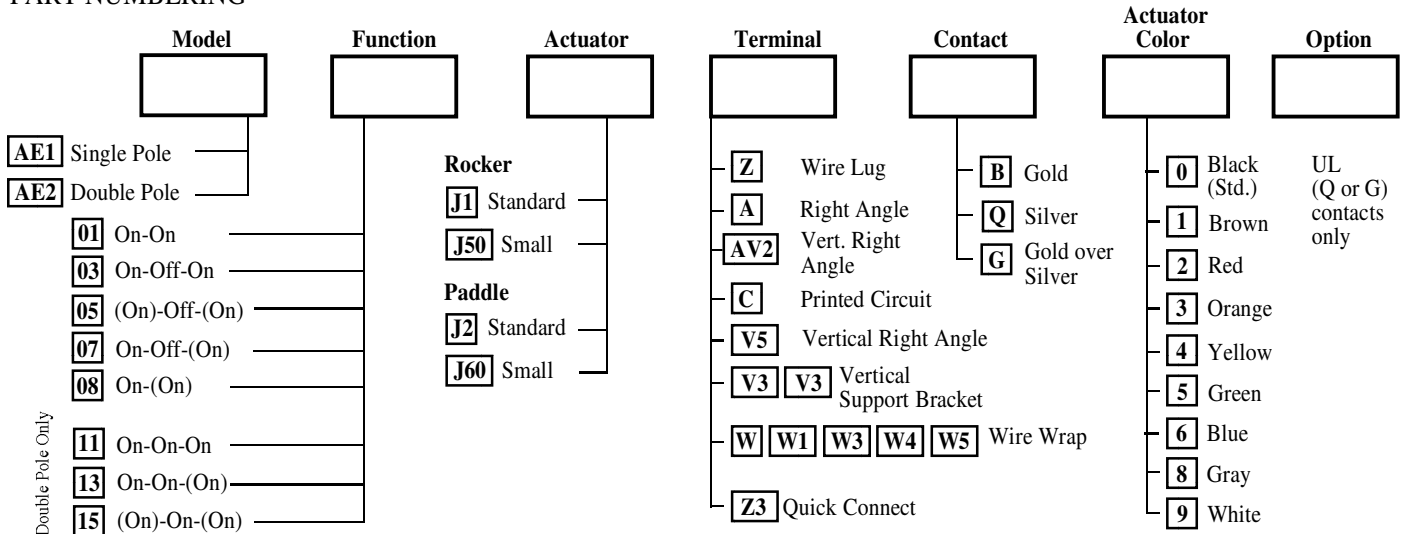 PART NUMBERING
Model
Function
Actuator
Terminal
Contact
Actuator
Color
Option
AE1 Single Pole
AE2 Double Pole
01 On-On
03 On-Off-On
05 (On)-Off-(On)
07 On-Off-(On)
08 On-(On)
Double Pole Only
11 On-On-On
13 On-On-(On)
15 (On)-On-(On)
Rocker
J1 Standard
J50 Small
Paddle
J2 Standard
J60 Small
Z Wire Lug
A Right Angle
AV2 Vert. Right
Angle
C Printed Circuit
V5 Vertical Right Angle
V3 V3 Vertical
Support Bracket
W W1 W3 W4 W5 Wire Wrap
Z3 Quick Connect
B Gold
Q Silver
G Gold over
Silver
0 Black
(Std.)
1 Brown
2 Red
3 Orange
4 Yellow
5 Green
6 Blue
8 Gray
9 White
UL
(Q or G)
contacts
only